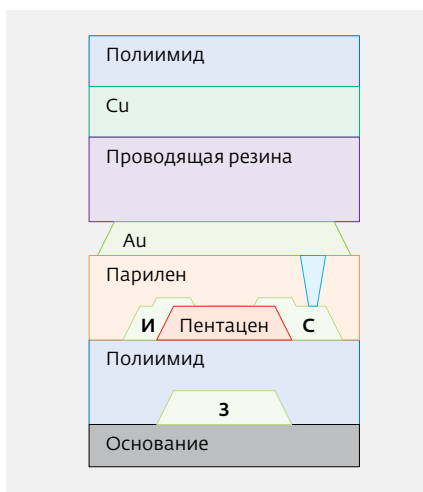 Полиимид
Cu
Проводящая резина
Au
Парилен
И Пентацен С
Полиимид
З
Основание